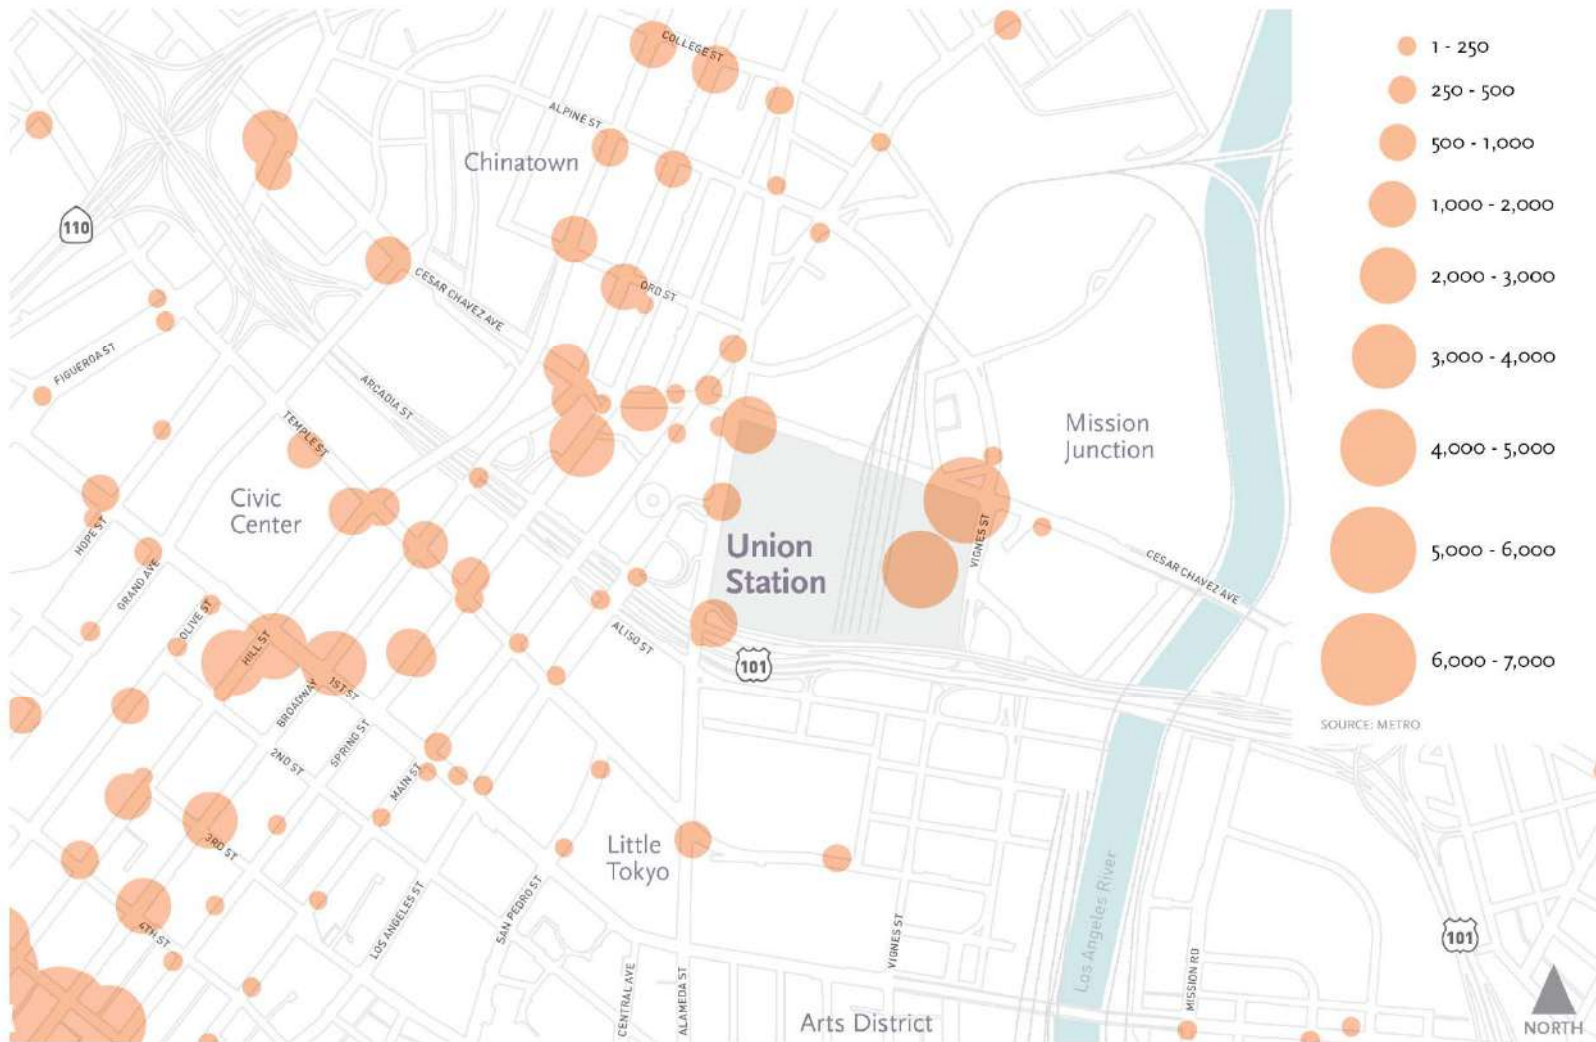 COLLEGE ST
1 - 250
250 - 500
ALPINE ST
500 - 1,000
Chinatown
1,000 - 2,000
110
CESAR CHAVEZ AVE
ORD ST
2,000 - 3,000
FIGUEROA ST
ARCADIA ST
3,000 - 4,000
TEMPLE ST
Mission
Junction
4,000 - 5,000
Civic
Center
HOPE ST
GRAND AVE
Union
Station
VIGNES ST
CESAR CHAVEZ AVE
5,000 - 6,000
OLIVE ST
HILL ST
ALISO ST
101
6,000 - 7,000
1ST ST
BROADWAY
SPRING ST
SOURCE: METRO
2ND ST
MAIN ST
3RD ST
Little
Tokyo
4TH ST
LOS ANGELES ST
SAN PEDRO ST
VIGNES ST
Los Angeles River
101
CENTRAL AVE
ALAMEDA ST
MISSION RD
Arts District
NORTH